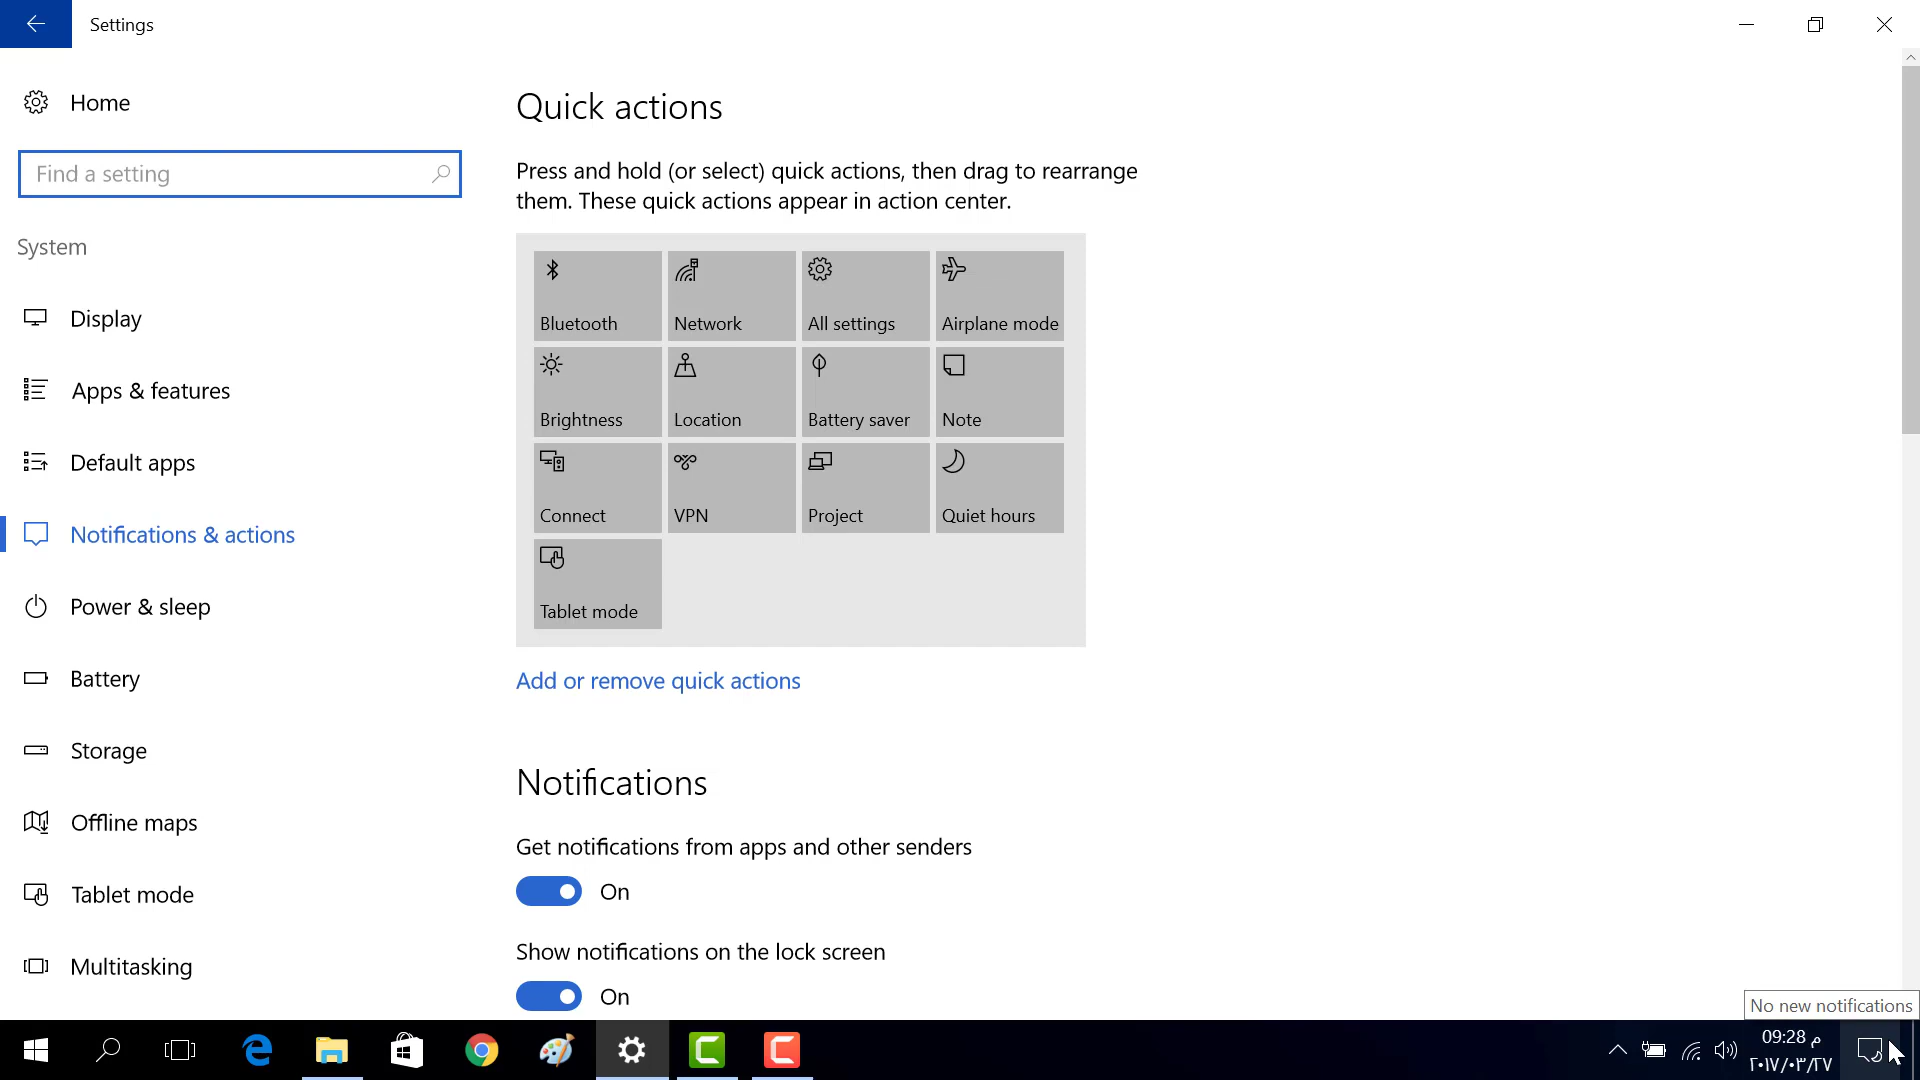 Settings
Home
Find a setting
System
Display
Apps & features
Default apps
Notifications & actions
Power & sleep
Battery
Storage
Offline maps
Tablet mode
Multitasking
Quick actions
Press and hold (or select) quick actions, then drag to rearrange
them. These quick actions appear in action center.
Bluetooth Network All settings Airplane mode
Brightness Location Battery saver Note
Connect VPN Project Quiet hours
Tablet mode
Add or remove quick actions
Notifications
Get notifications from apps and other senders
On
Show notifications on the lock screen
On
No new notifications
09:28 م
٢٠١٧/٠٣/٢٧